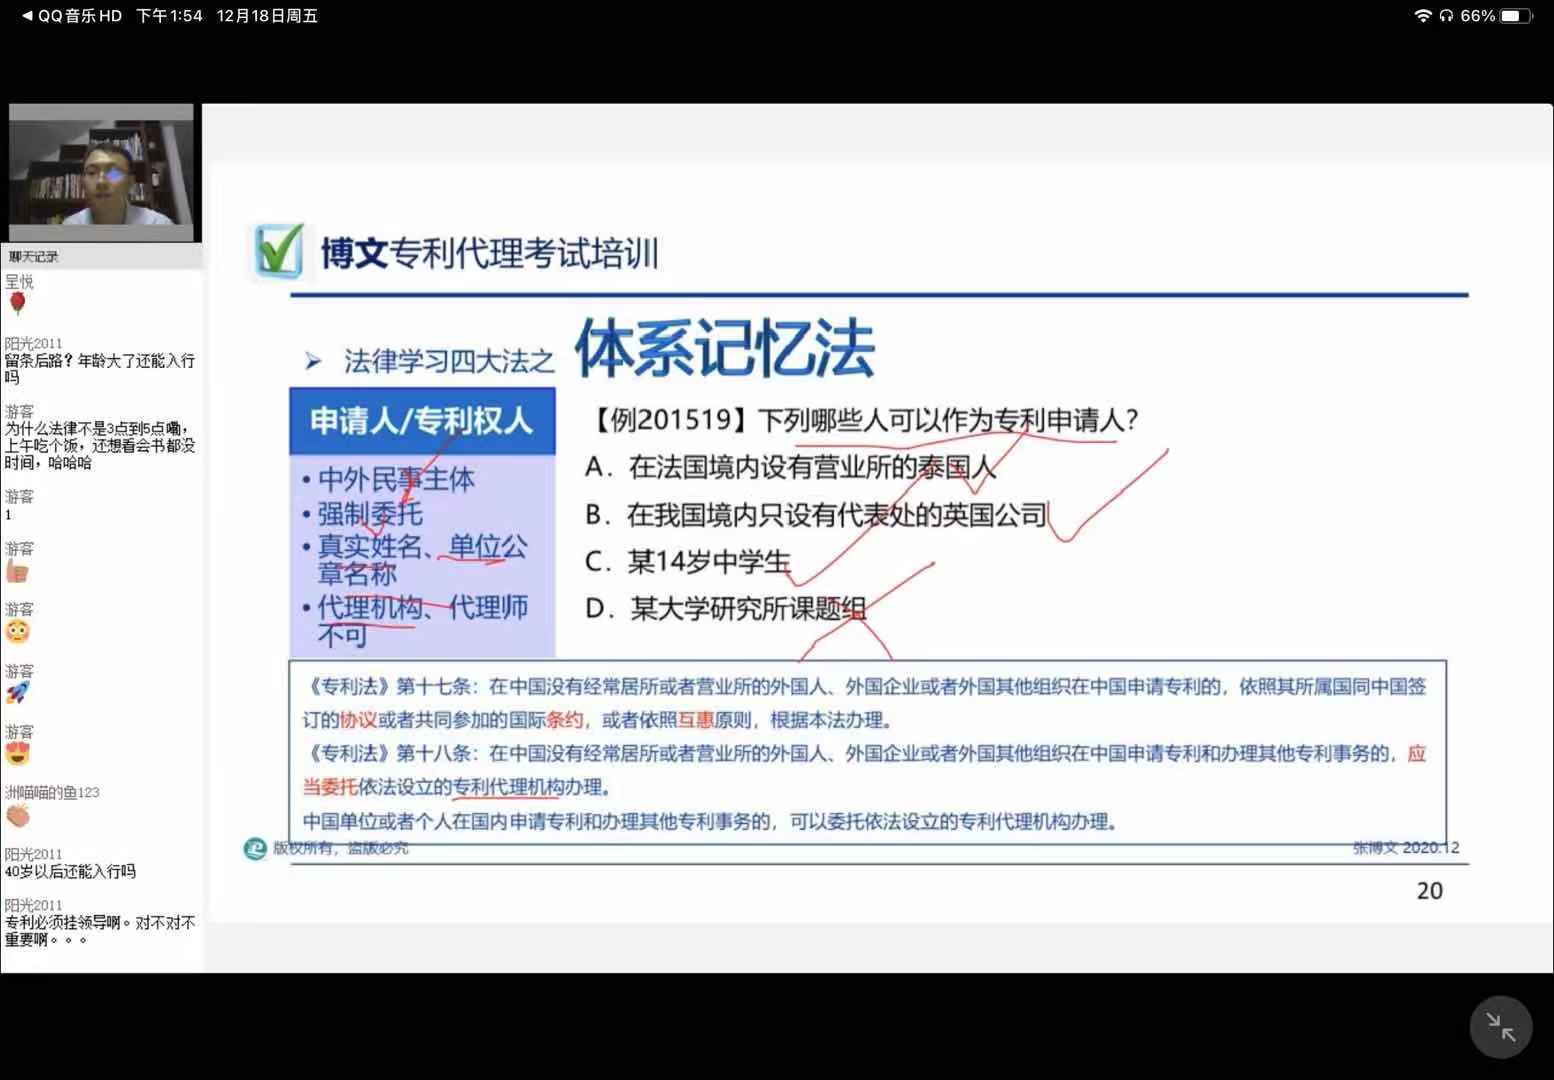 QQ音乐HD 下午1:54 12月18日周五
66%
聊天记录
呈悦
阳光2011
留条后路？年龄大了还能入行
吗
游客
为什么法律不是3点到5点嘞，
上午吃个饭，还想看会书都没
时间，哈哈哈
游客
1
游客
游客
游客
游客
洲喵喵的鱼123
阳光2011
40岁以后还能入行吗
阳光2011
专利必须挂领导啊。对不对不
重要啊。。。
博文专利代理考试培训
法律学习四大法之 体系记忆法
申请人/专利权人
• 中外民事主体
• 强制委托
• 真实姓名、单位公
章名称
• 代理机构、代理师
不可
【例201519】下列哪些人可以作为专利申请人？
A．在法国境内设有营业所的泰国人
B．在我国境内只设有代表处的英国公司
C．某14岁中学生
D．某大学研究所课题组
《专利法》第十七条：在中国没有经常居所或者营业所的外国人、外国企业或者外国其他组织在中国申请专利的，依照其所属国同中国签
订的协议或者共同参加的国际条约，或者依照互惠原则，根据本法办理。
《专利法》第十八条：在中国没有经常居所或者营业所的外国人、外国企业或者外国其他组织在中国申请专利和办理其他专利事务的，应
当委托依法设立的专利代理机构办理。
中国单位或者个人在国内申请专利和办理其他专利事务的，可以委托依法设立的专利代理机构办理。
版权所有，盗版必究
张博文 2020.12
20